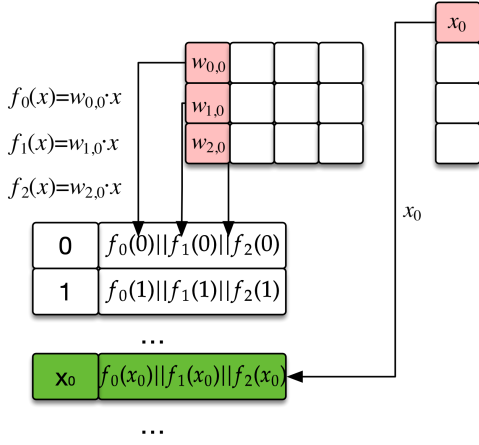 x₀
w₀,₀
f₀(x)=w₀,₀·x
w₁,₀
f₁(x)=w₁,₀·x
w₂,₀
f₂(x)=w₂,₀·x
x₀
0 f₀(0)||f₁(0)||f₂(0)
1 f₀(1)||f₁(1)||f₂(1)
...
x₀ f₀(x₀)||f₁(x₀)||f₂(x₀)
...